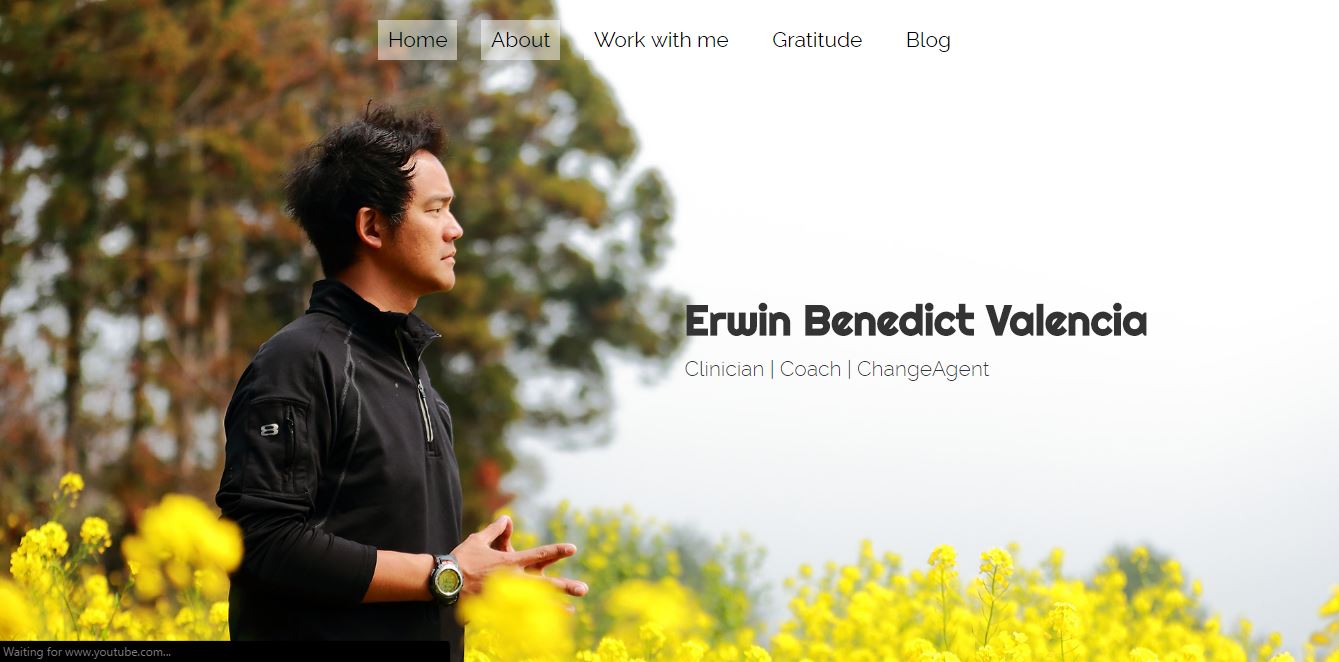 Home About Work with me Gratitude Blog
Erwin Benedict Valencia
Clinician | Coach | ChangeAgent
Waiting for www.youtube.com...